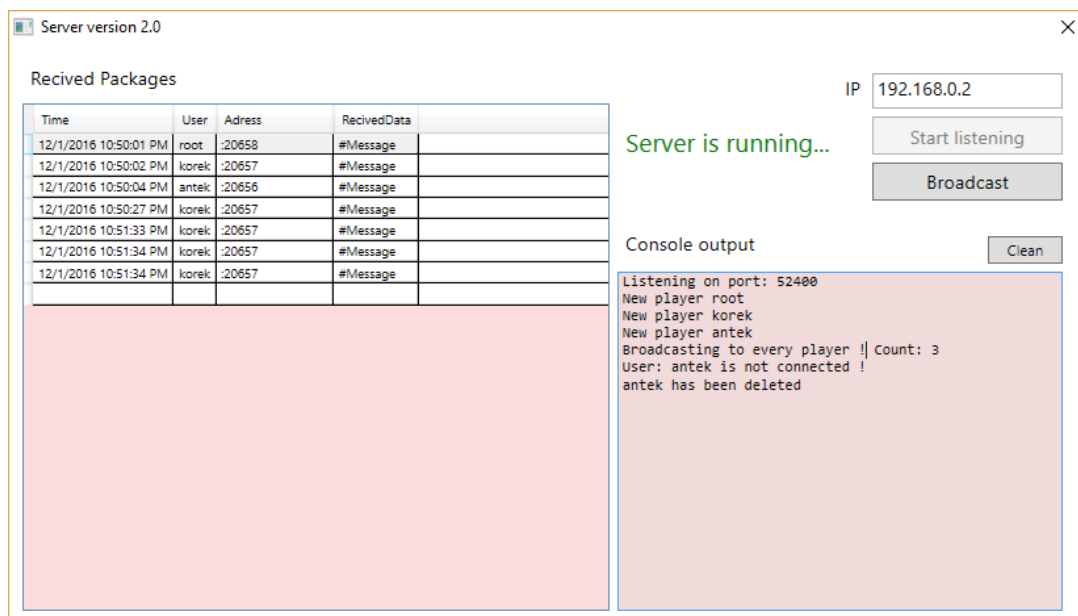 Server version 2.0
Recived Packages
Time User Adress RecivedData
12/1/2016 10:50:01 PM root :20658 #Message
12/1/2016 10:50:02 PM korek :20657 #Message
12/1/2016 10:50:04 PM antek :20656 #Message
12/1/2016 10:50:27 PM korek :20657 #Message
12/1/2016 10:51:33 PM korek :20657 #Message
12/1/2016 10:51:34 PM korek :20657 #Message
12/1/2016 10:51:34 PM korek :20657 #Message
IP 192.168.0.2
Server is running...
Start listening
Broadcast
Console output
Clean
Listening on port: 52400
New player root
New player korek
New player antek
Broadcasting to every player ! Count: 3
User: antek is not connected !
antek has been deleted